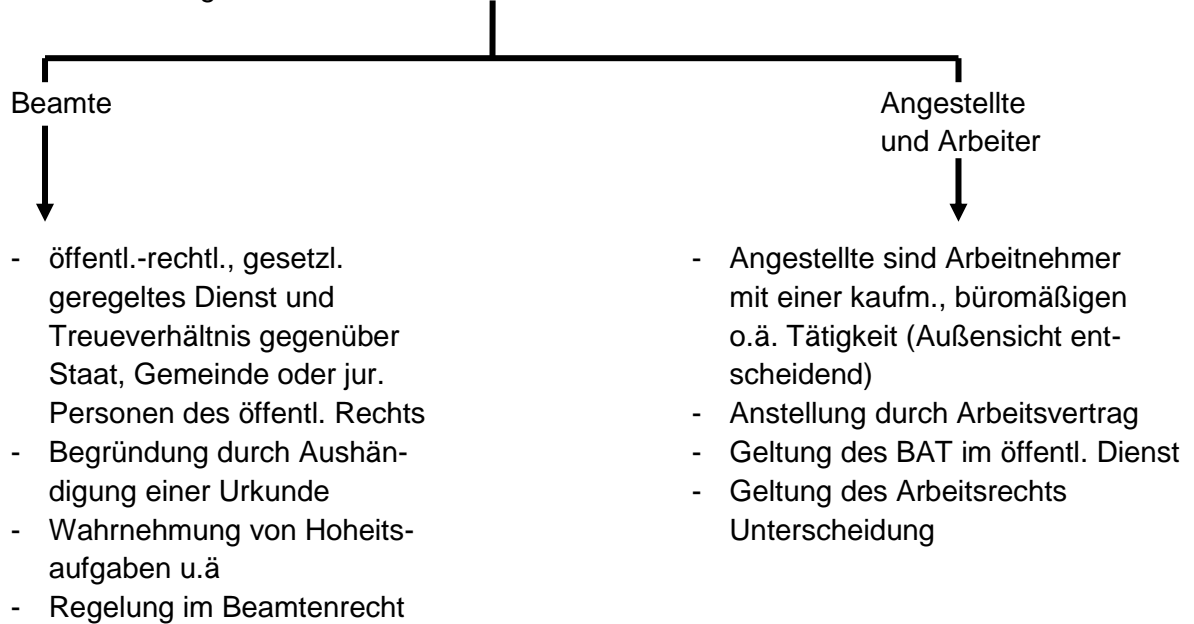 Beamte
Angestellte
und Arbeiter
- öffentl.-rechtl., gesetzl.
geregeltes Dienst und
Treueverhältnis gegenüber
Staat, Gemeinde oder jur.
Personen des öffentl. Rechts
- Begründung durch Aushän-
digung einer Urkunde
- Wahrnehmung von Hoheits-
aufgaben u.ä
- Regelung im Beamtenrecht
- Angestellte sind Arbeitnehmer
mit einer kaufm., büromäßigen
o.ä. Tätigkeit (Außensicht ent-
scheidend)
- Anstellung durch Arbeitsvertrag
- Geltung des BAT im öffentl. Dienst
- Geltung des Arbeitsrechts
Unterscheidung